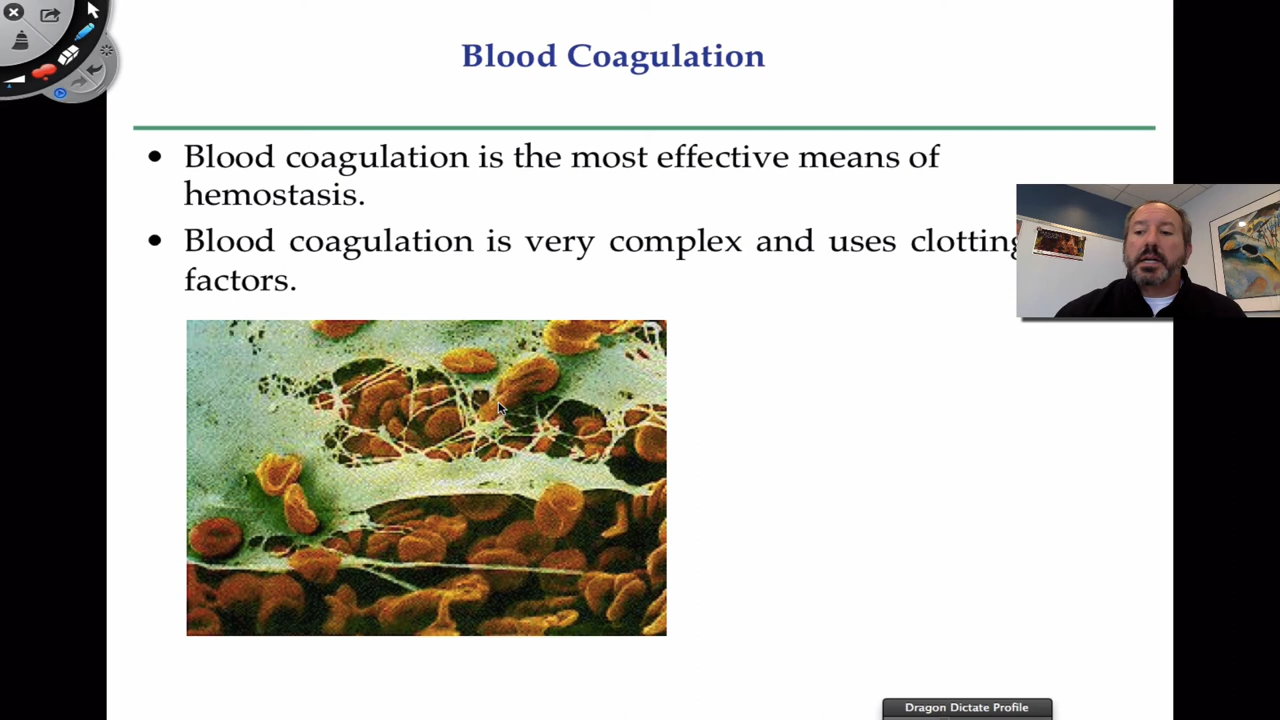 Blood Coagulation
• Blood coagulation is the most effective means of
hemostasis.
• Blood coagulation is very complex and uses clotting
factors.
Dragon Dictate Profile